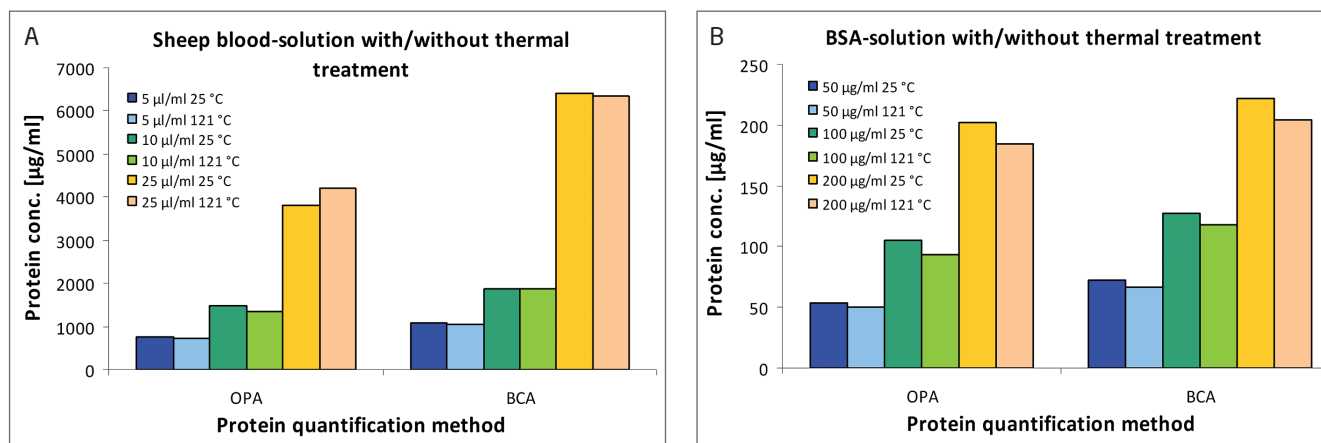 A
Sheep blood-solution with/without thermal
treatment
Protein conc. [µg/ml]
7000
6000
5000
4000
3000
2000
1000
0
5 µl/ml 25 °C
5 µl/ml 121 °C
10 µl/ml 25 °C
10 µl/ml 121 °C
25 µl/ml 25 °C
25 µl/ml 121 °C
OPA
BCA
Protein quantification method
B
BSA-solution with/without thermal treatment
Protein conc. [µg/ml]
250
200
150
100
50
0
50 µg/ml 25 °C
50 µg/ml 121 °C
100 µg/ml 25 °C
100 µg/ml 121 °C
200 µg/ml 25 °C
200 µg/ml 121 °C
OPA
BCA
Protein quantification method